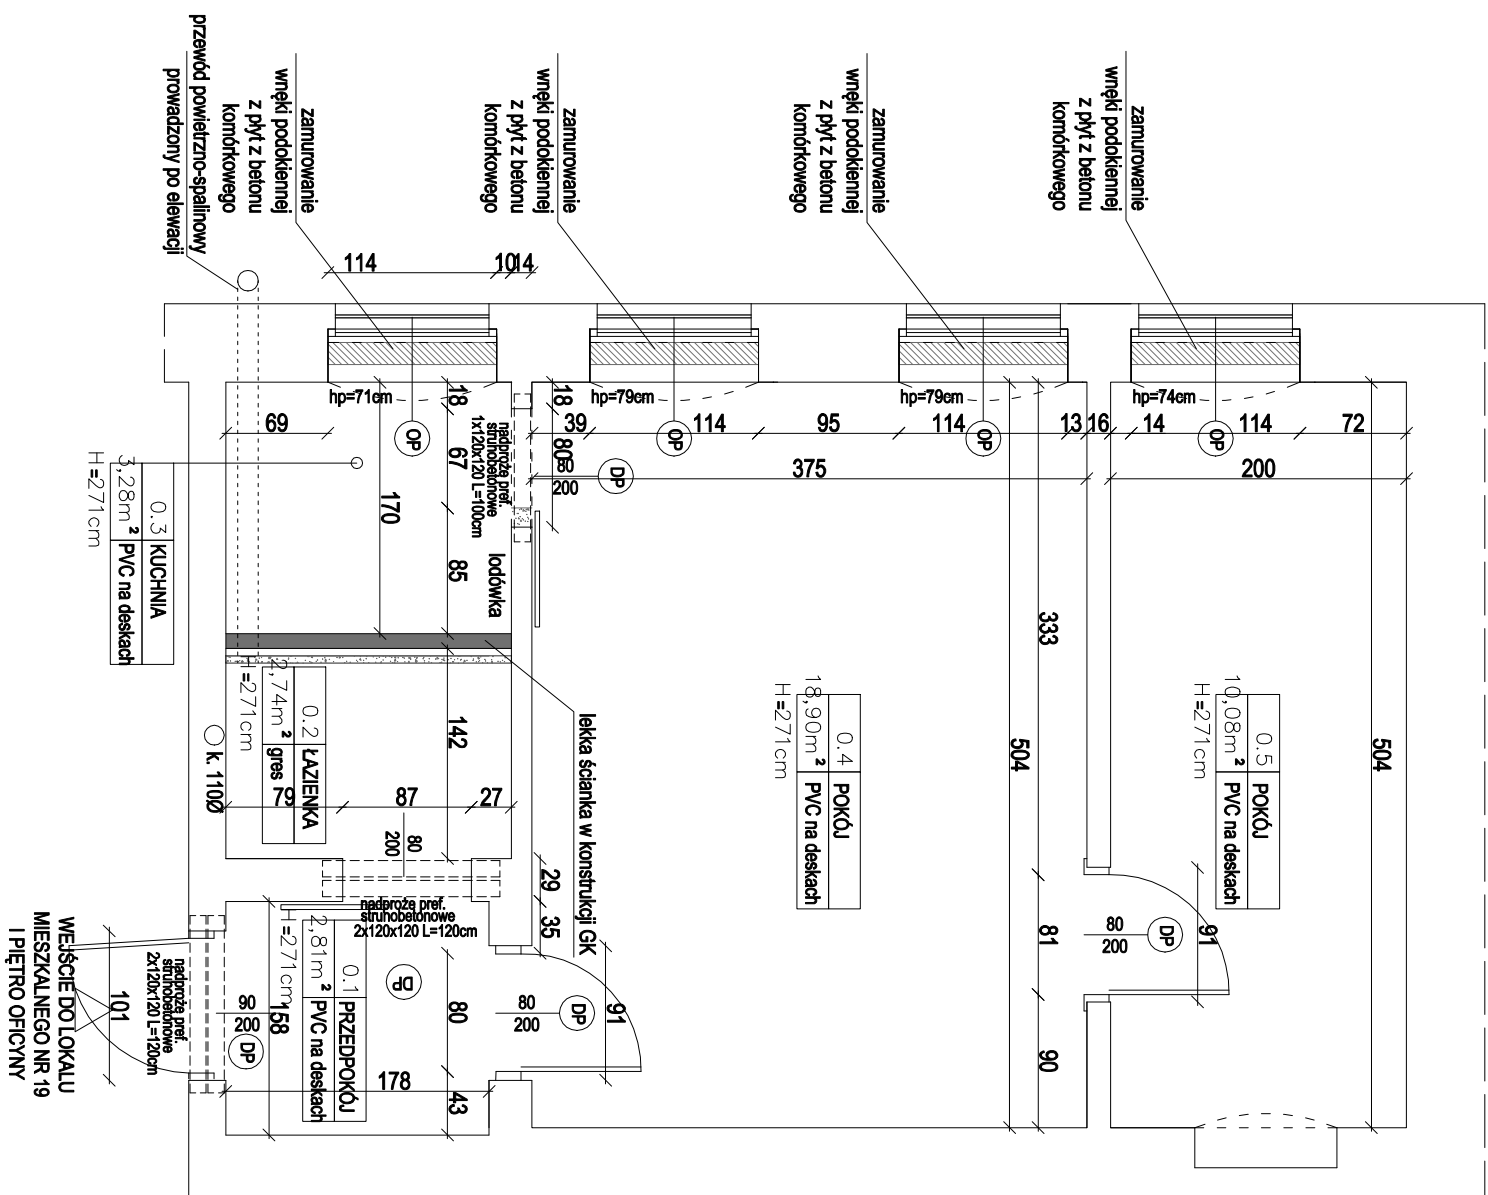 zamurowanie
wnęki podokiennej
z płyt z betonu
komórkowego
zamurowanie
wnęki podokiennej
z płyt z betonu
komórkowego
zamurowanie
wnęki podokiennej
z płyt z betonu
komórkowego
zamurowanie
wnęki podokiennej
z płyt z betonu
komórkowego
przewód powietrzno-spalinowy
prowadzony po elewacji
114
10
14
hp=71cm
hp=79cm
hp=79cm
hp=74cm
OP
OP
OP
OP
69
18
67
85
170
18
80
39
114
95
114
13
16
14
114
72
375
200
80
200
DP
nadproże pref.
strunobetonowe
1x120x120 L=100cm
lodówka
0.3 KUCHNIA
3,28m² PVC na deskach
H=271cm
333
504
504
0.4 POKÓJ
18,90m² PVC na deskach
H=271cm
0.5 POKÓJ
10,08m² PVC na deskach
H=271cm
lekka ścianka w konstrukcji GK
0.2 ŁAZIENKA
2,74m² gres
H=271cm
142
k. 110Ø
79
87
27
80
200
29
35
nadproże pref.
strunobetonowe
2x120x120 L=120cm
0.1 PRZEDPOKÓJ
2,81m² PVC na deskach
H=271cm
DP
80
43
158
178
80
200
DP
91
81
90
80
200
DP
91
90
200
DP
101
nadproże pref.
strunobetonowe
2x120x120 L=120cm
WEJŚCIE DO LOKALU
MIESZKALNEGO NR 19
I PIĘTRO OFICYNY